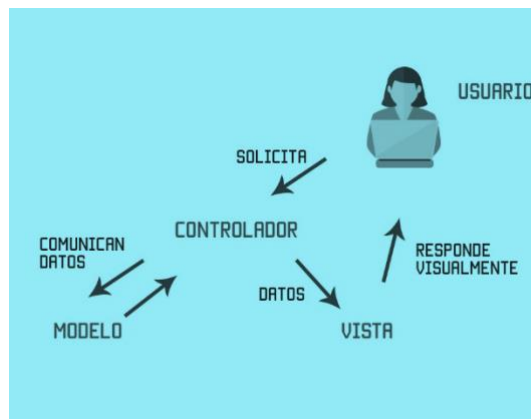 USUARIO
SOLICITA
CONTROLADOR
COMUNICAN
DATOS
RESPONDE
VISUALMENTE
DATOS
MODELO
VISTA